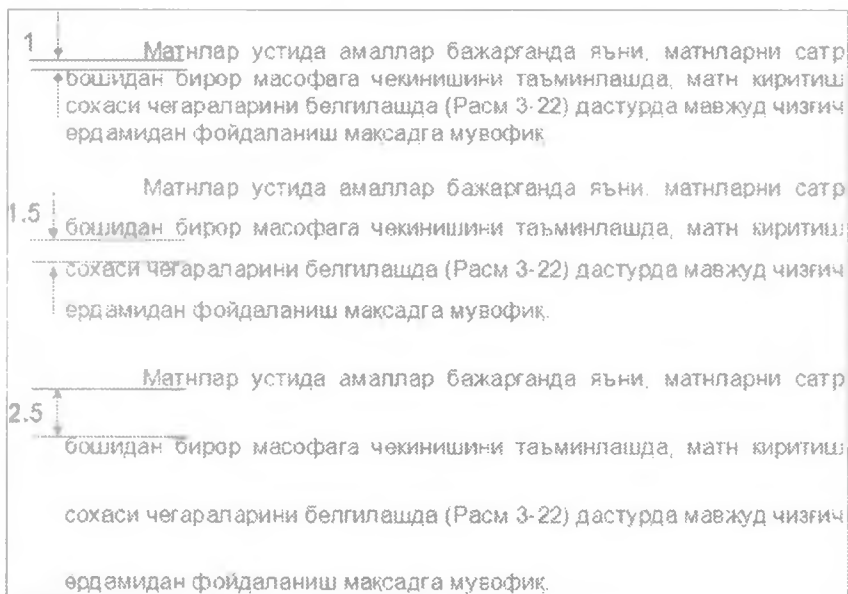 1
Матнлар устида амаллар бажарганда яъни, матнларни сатр
бошидан бирор масофага чекинишини таъминлашда, матн киритиш
сохаси чегараларини белгилашда (Расм 3-22) дастурда мавжуд чизғич
ердамидан фойдаланиш мақсадга мувофиқ
Матнлар устида амаллар бажарганда яъни. матнларни сатр
1.5
бошидан бирор масофага чекинишини таъминлашда, матн киритиш
сохаси чегараларини белгилашда (Расм 3-22) дастурда мавжуд чизғич
ердамидан фойдаланиш мақсадга мувофиқ.
Матнлар устида амаллар бажарганда яъни, матнларни сатр
2.5
бошидан бирор масофага чекинишини таъминлашда, матн киритиш
сохаси чегараларини белгилашда (Расм 3-22) дастурда мавжуд чизғич
ердамидан фойдаланиш мақсадга мувофиқ.